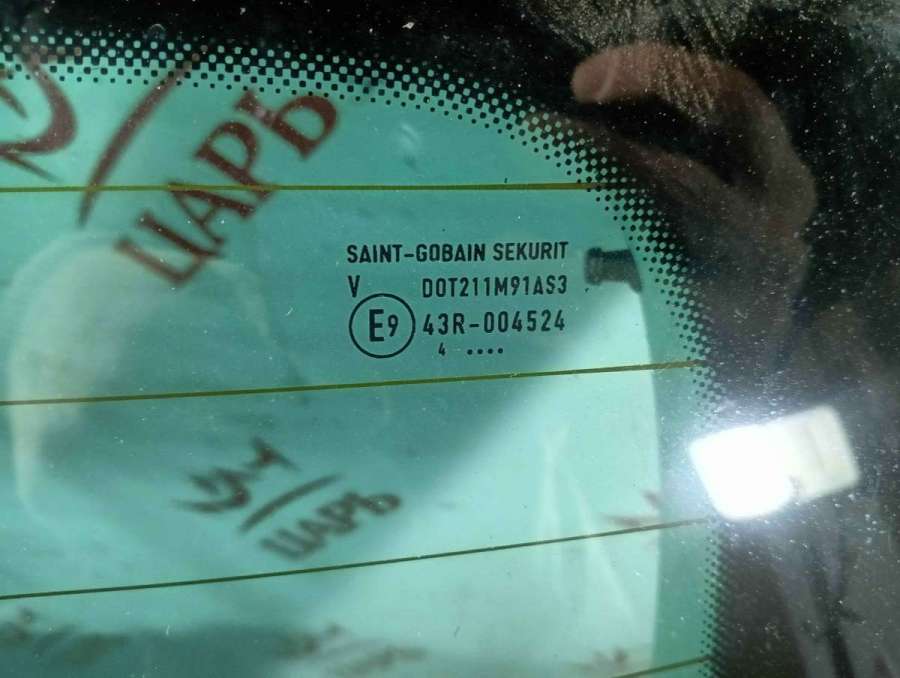 ЦАРЬ
SAINT-GOBAIN SEKURIT
V DOT211M91AS3
E9 43R-004524
4 ....
ЦАРЬ